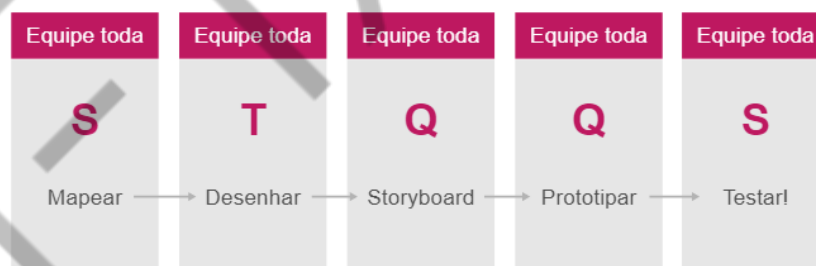 Equipe toda Equipe toda Equipe toda Equipe toda Equipe toda
S T Q Q S
Mapear Desenhar Storyboard Prototipar Testar!